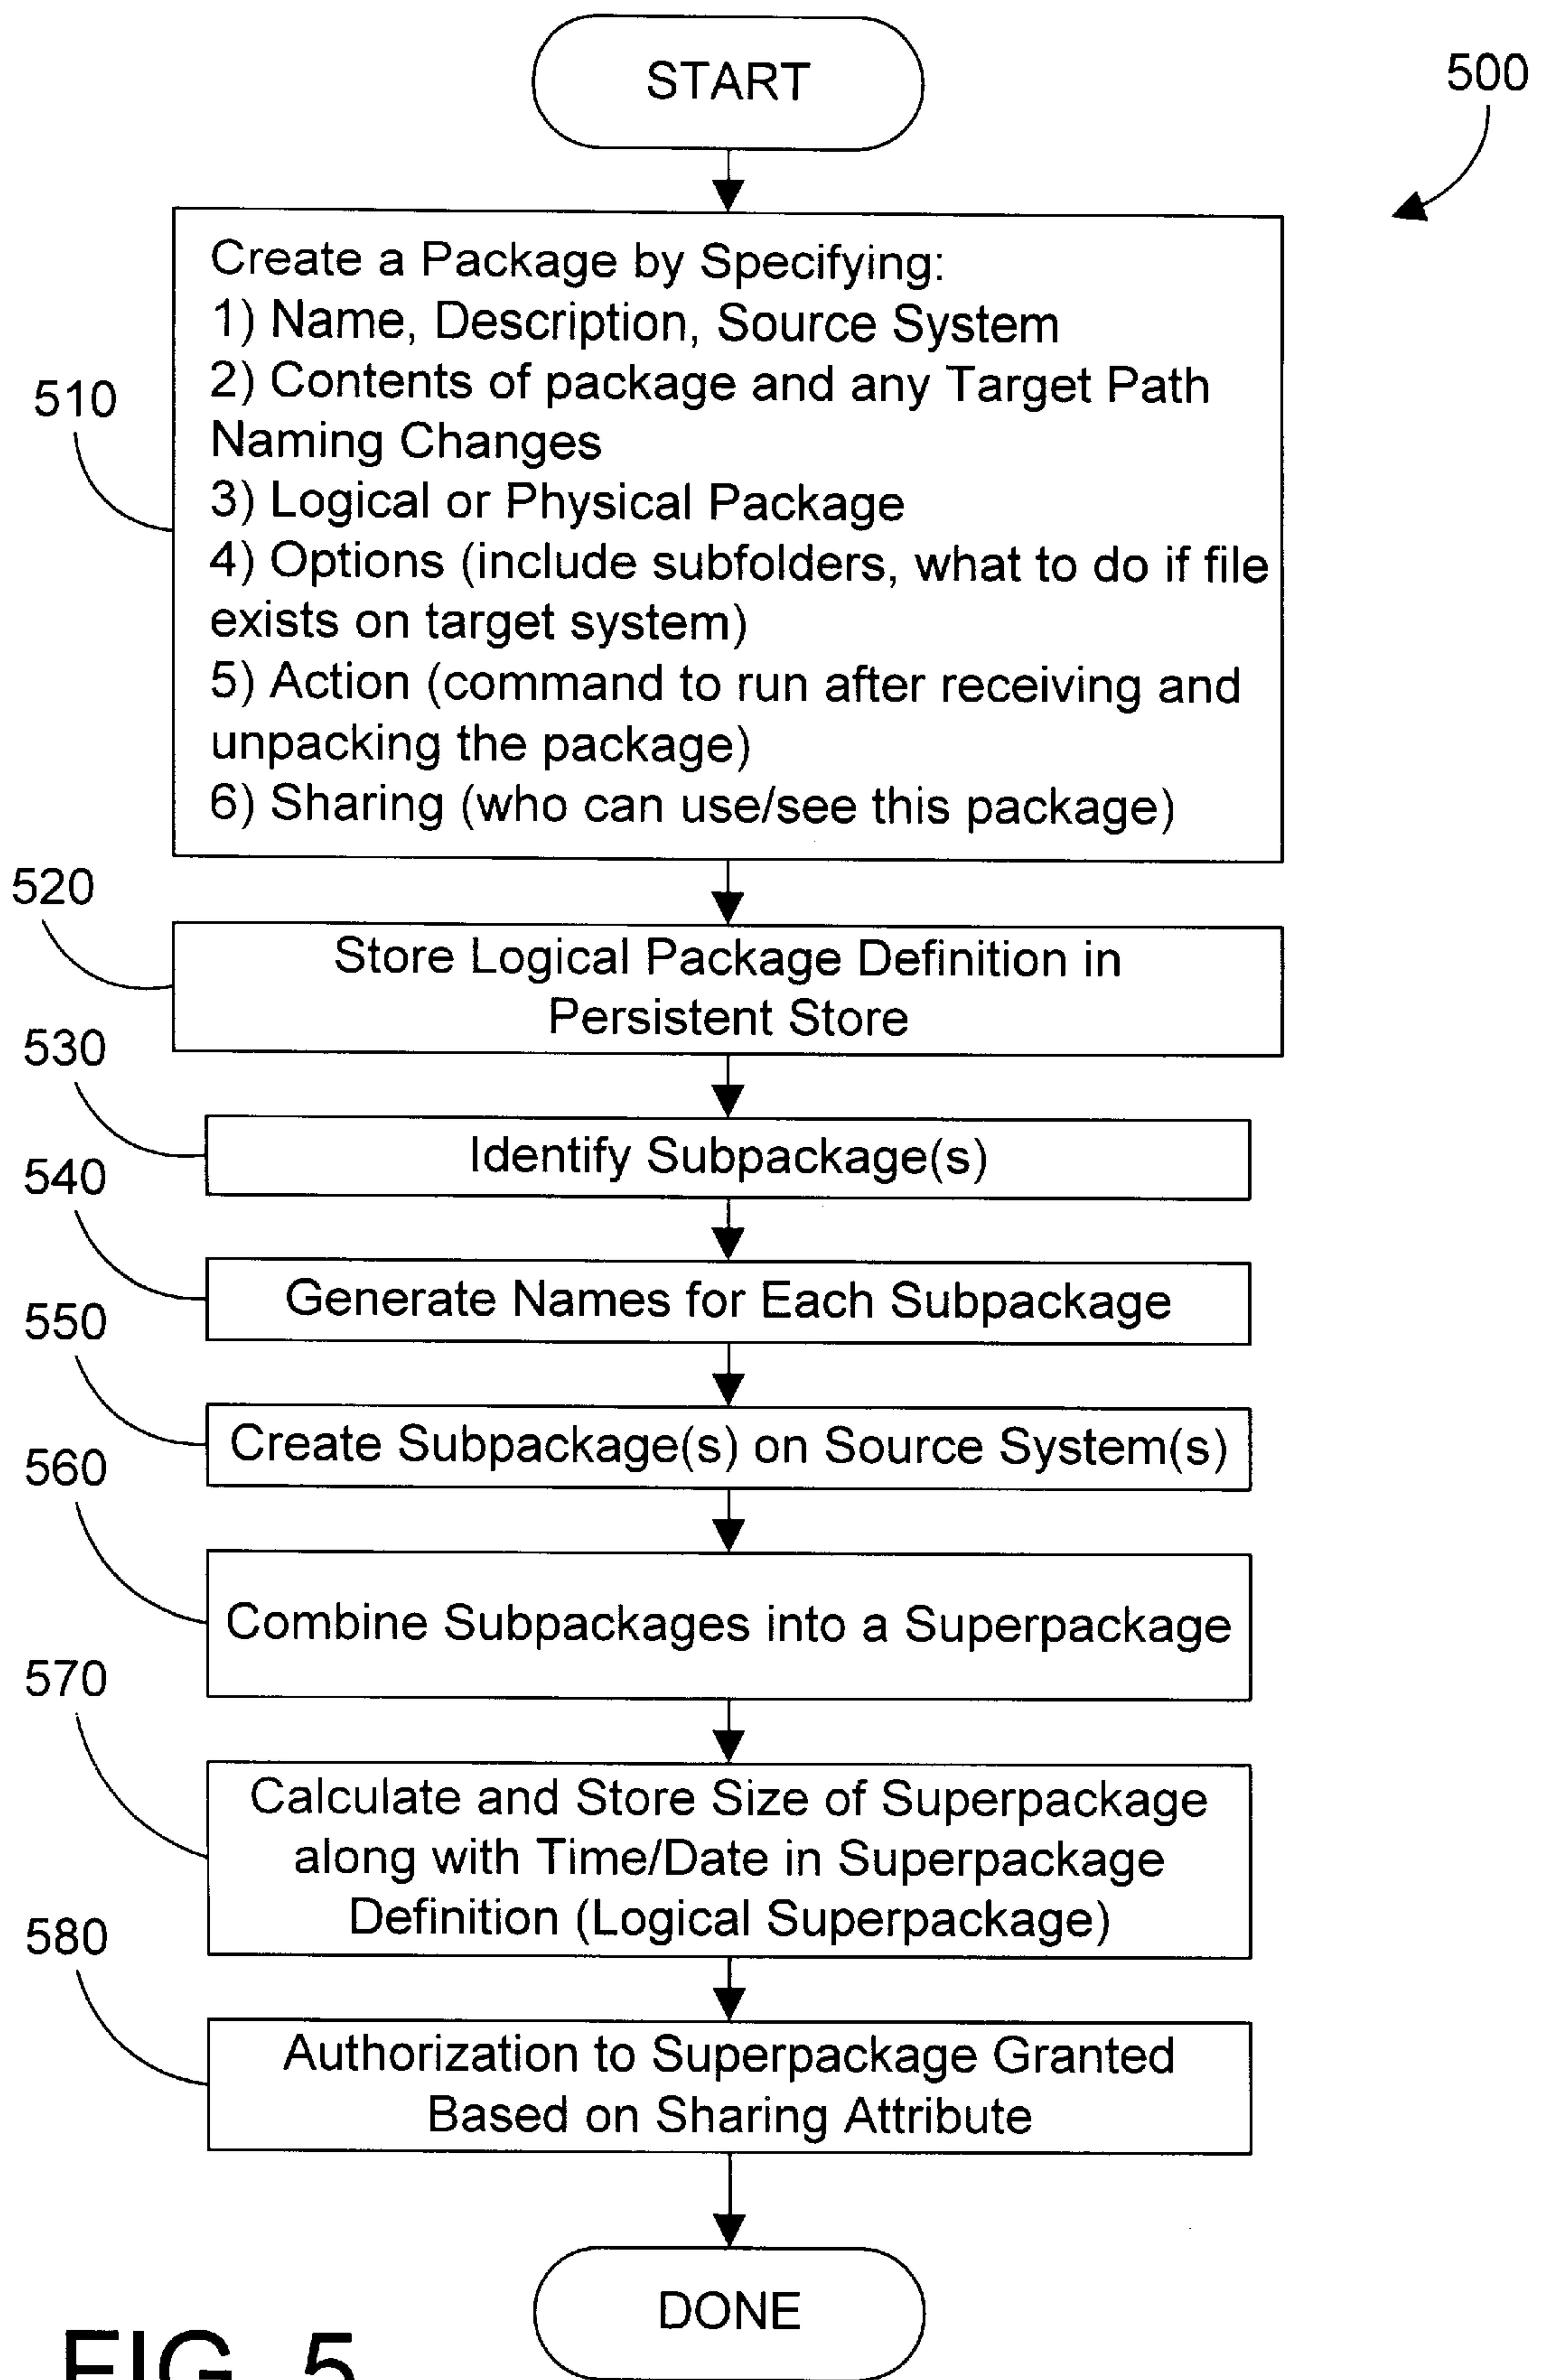 START
500
Create a Package by Specifying:
1) Name, Description, Source System
2) Contents of package and any Target Path
Naming Changes
3) Logical or Physical Package
4) Options (include subfolders, what to do if file
exists on target system)
5) Action (command to run after receiving and
unpacking the package)
6) Sharing (who can use/see this package)
510
520
Store Logical Package Definition in
Persistent Store
530
Identify Subpackage(s)
540
Generate Names for Each Subpackage
550
Create Subpackage(s) on Source System(s)
560
Combine Subpackages into a Superpackage
570
Calculate and Store Size of Superpackage
along with Time/Date in Superpackage
Definition (Logical Superpackage)
580
Authorization to Superpackage Granted
Based on Sharing Attribute
DONE
FIG. 5